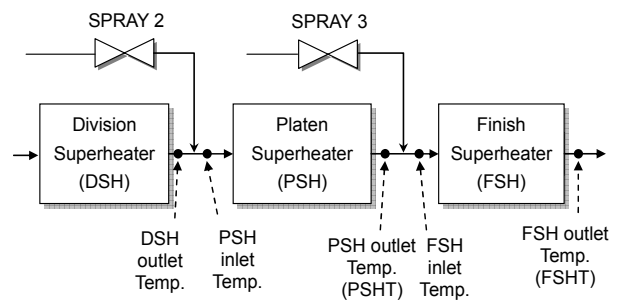 SPRAY 2
SPRAY 3
Division
Superheater
(DSH)
Platen
Superheater
(PSH)
Finish
Superheater
(FSH)
DSH
outlet
Temp.
PSH
inlet
Temp.
PSH outlet
Temp.
(PSHT)
FSH
inlet
Temp.
FSH outlet
Temp.
(FSHT)